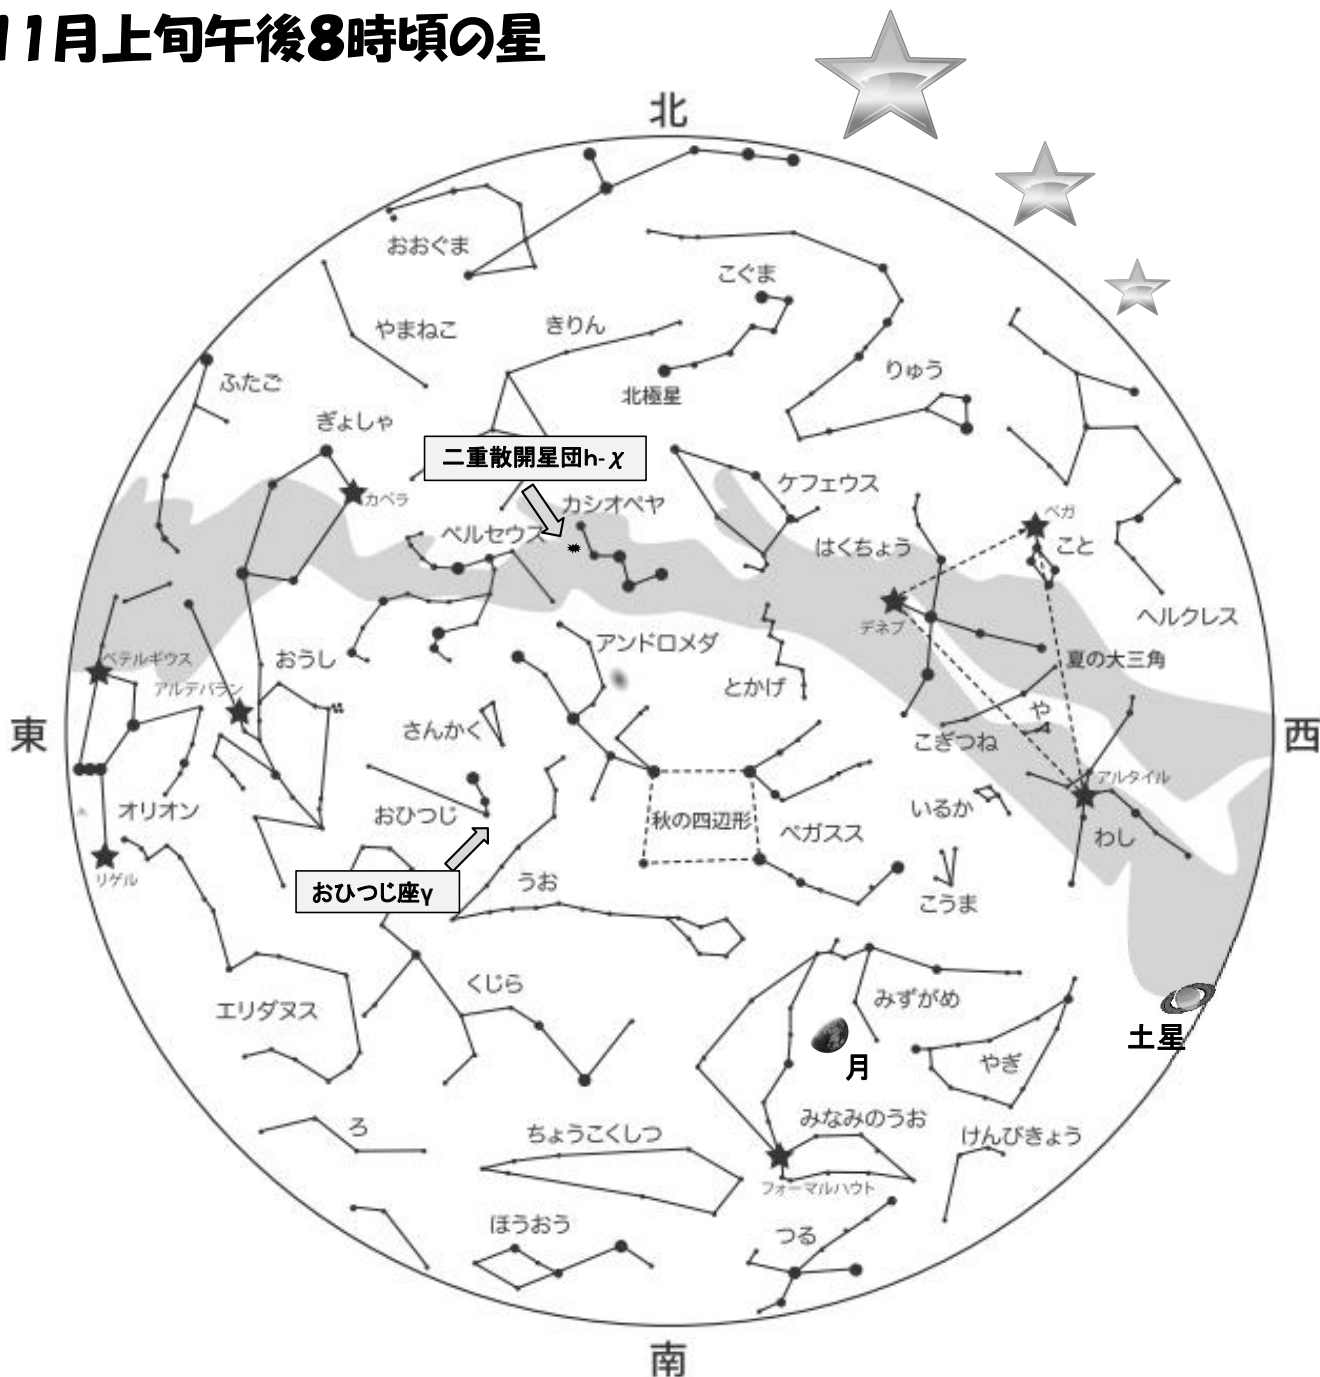 11月上旬午後8時頃の星
北
おおぐま
こぐま
やまねこ
きりん
りゅう
ふたご
北極星
ぎょしゃ
二重散開星団h-χ
カペラ
カシオペヤ
ケフェウス
ベガ
ペルセウス
はくちょう
こと
ヘルクレス
デネブ
アンドロメダ
おうし
ベテルギウス
夏の大三角
アルデバラン
とかげ
や
さんかく
東
西
こぎつね
アルタイル
オリオン
おひつじ
秋の四辺形
ペガスス
いるか
わし
リゲル
おひつじ座γ
うお
こうま
くじら
みずがめ
エリダヌス
土星
月
やぎ
ろ
ちょうこくしつ
みなみのうお
けんびきょう
フォーマルハウト
ほうおう
つる
南